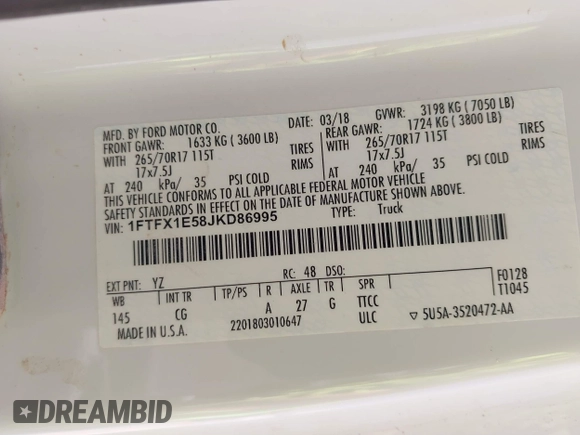 MFD. BY FORD MOTOR CO.
DATE: 03/18
GVWR: 3198 KG ( 7050 LB)
FRONT GAWR: 1633 KG ( 3600 LB)
REAR GAWR: 1724 KG ( 3800 LB)
WITH 265/70R17 115T TIRES
WITH 265/70R17 115T TIRES
17x7.5J RIMS
17x7.5J RIMS
AT 240 kPa/ 35 PSI COLD
AT 240 kPa/ 35 PSI COLD
THIS VEHICLE CONFORMS TO ALL APPLICABLE FEDERAL MOTOR VEHICLE
SAFETY STANDARDS IN EFFECT ON THE DATE OF MANUFACTURE SHOWN ABOVE.
VIN: 1FTFX1E58JKD86995
TYPE: Truck
EXT PNT: YZ RC: 48 DSO:
F0128
T1045
WB INT TR TP/PS R AXLE TR SPR
145 CG A 27 G TTCC
ULC
MADE IN U.S.A. 2201803010647
▽ 5U5A-3520472-AA
DREAMBID